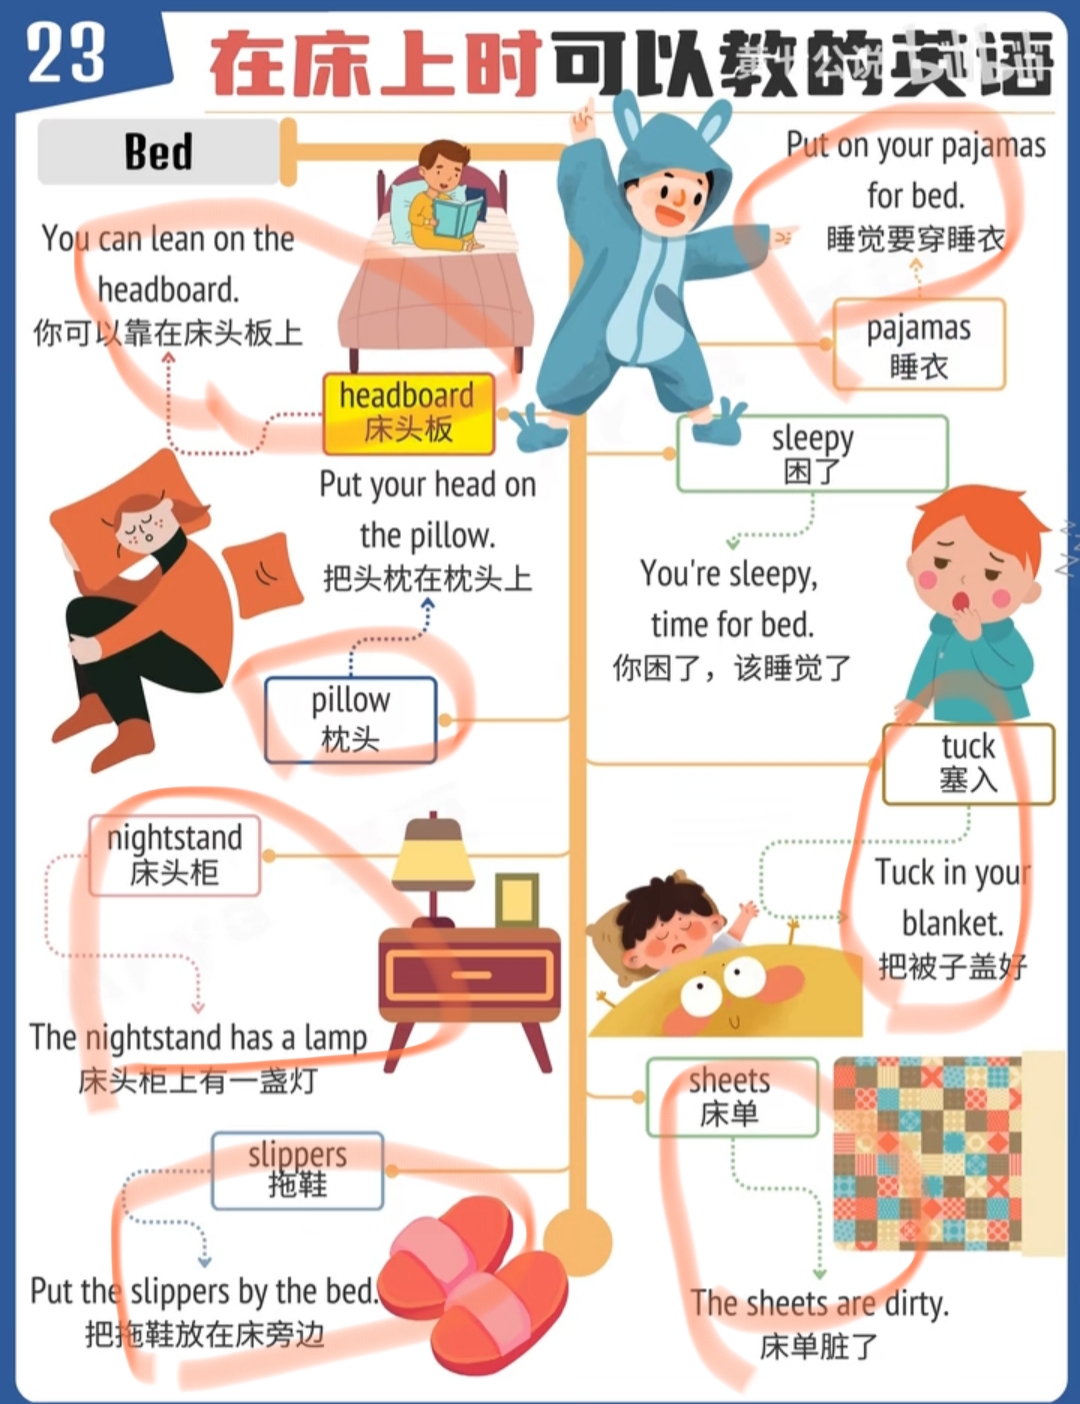 23
在床上时可以教的英语
黄牛公说 bilibili
Bed
You can lean on the
headboard.
你可以靠在床头板上
headboard
床头板
Put on your pajamas
for bed.
睡觉要穿睡衣
pajamas
睡衣
sleepy
困了
You're sleepy,
time for bed.
你困了，该睡觉了
Put your head on
the pillow.
把头枕在枕头上
pillow
枕头
tuck
塞入
Tuck in your
blanket.
把被子盖好
nightstand
床头柜
The nightstand has a lamp
床头柜上有一盏灯
sheets
床单
The sheets are dirty.
床单脏了
slippers
拖鞋
Put the slippers by the bed.
把拖鞋放在床旁边